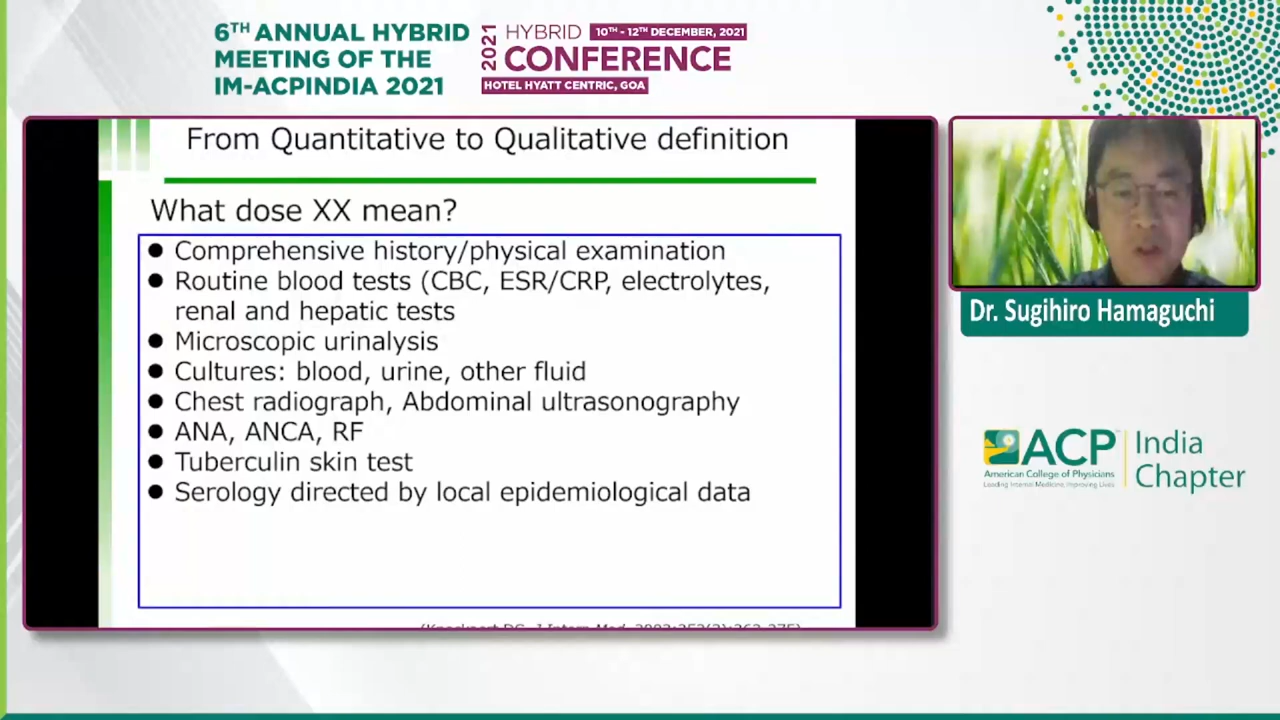 6TH ANNUAL HYBRID
MEETING OF THE
IM-ACPINDIA 2021
2021
HYBRID 10TH - 12TH DECEMBER, 2021
CONFERENCE
HOTEL HYATT CENTRIC, GOA
From Quantitative to Qualitative definition
What dose XX mean?
● Comprehensive history/physical examination
● Routine blood tests (CBC, ESR/CRP, electrolytes,
renal and hepatic tests
● Microscopic urinalysis
● Cultures: blood, urine, other fluid
● Chest radiograph, Abdominal ultrasonography
● ANA, ANCA, RF
● Tuberculin skin test
● Serology directed by local epidemiological data
Dr. Sugihiro Hamaguchi
ACP
American College of Physicians
Leading Internal Medicine, Improving Lives
India
Chapter